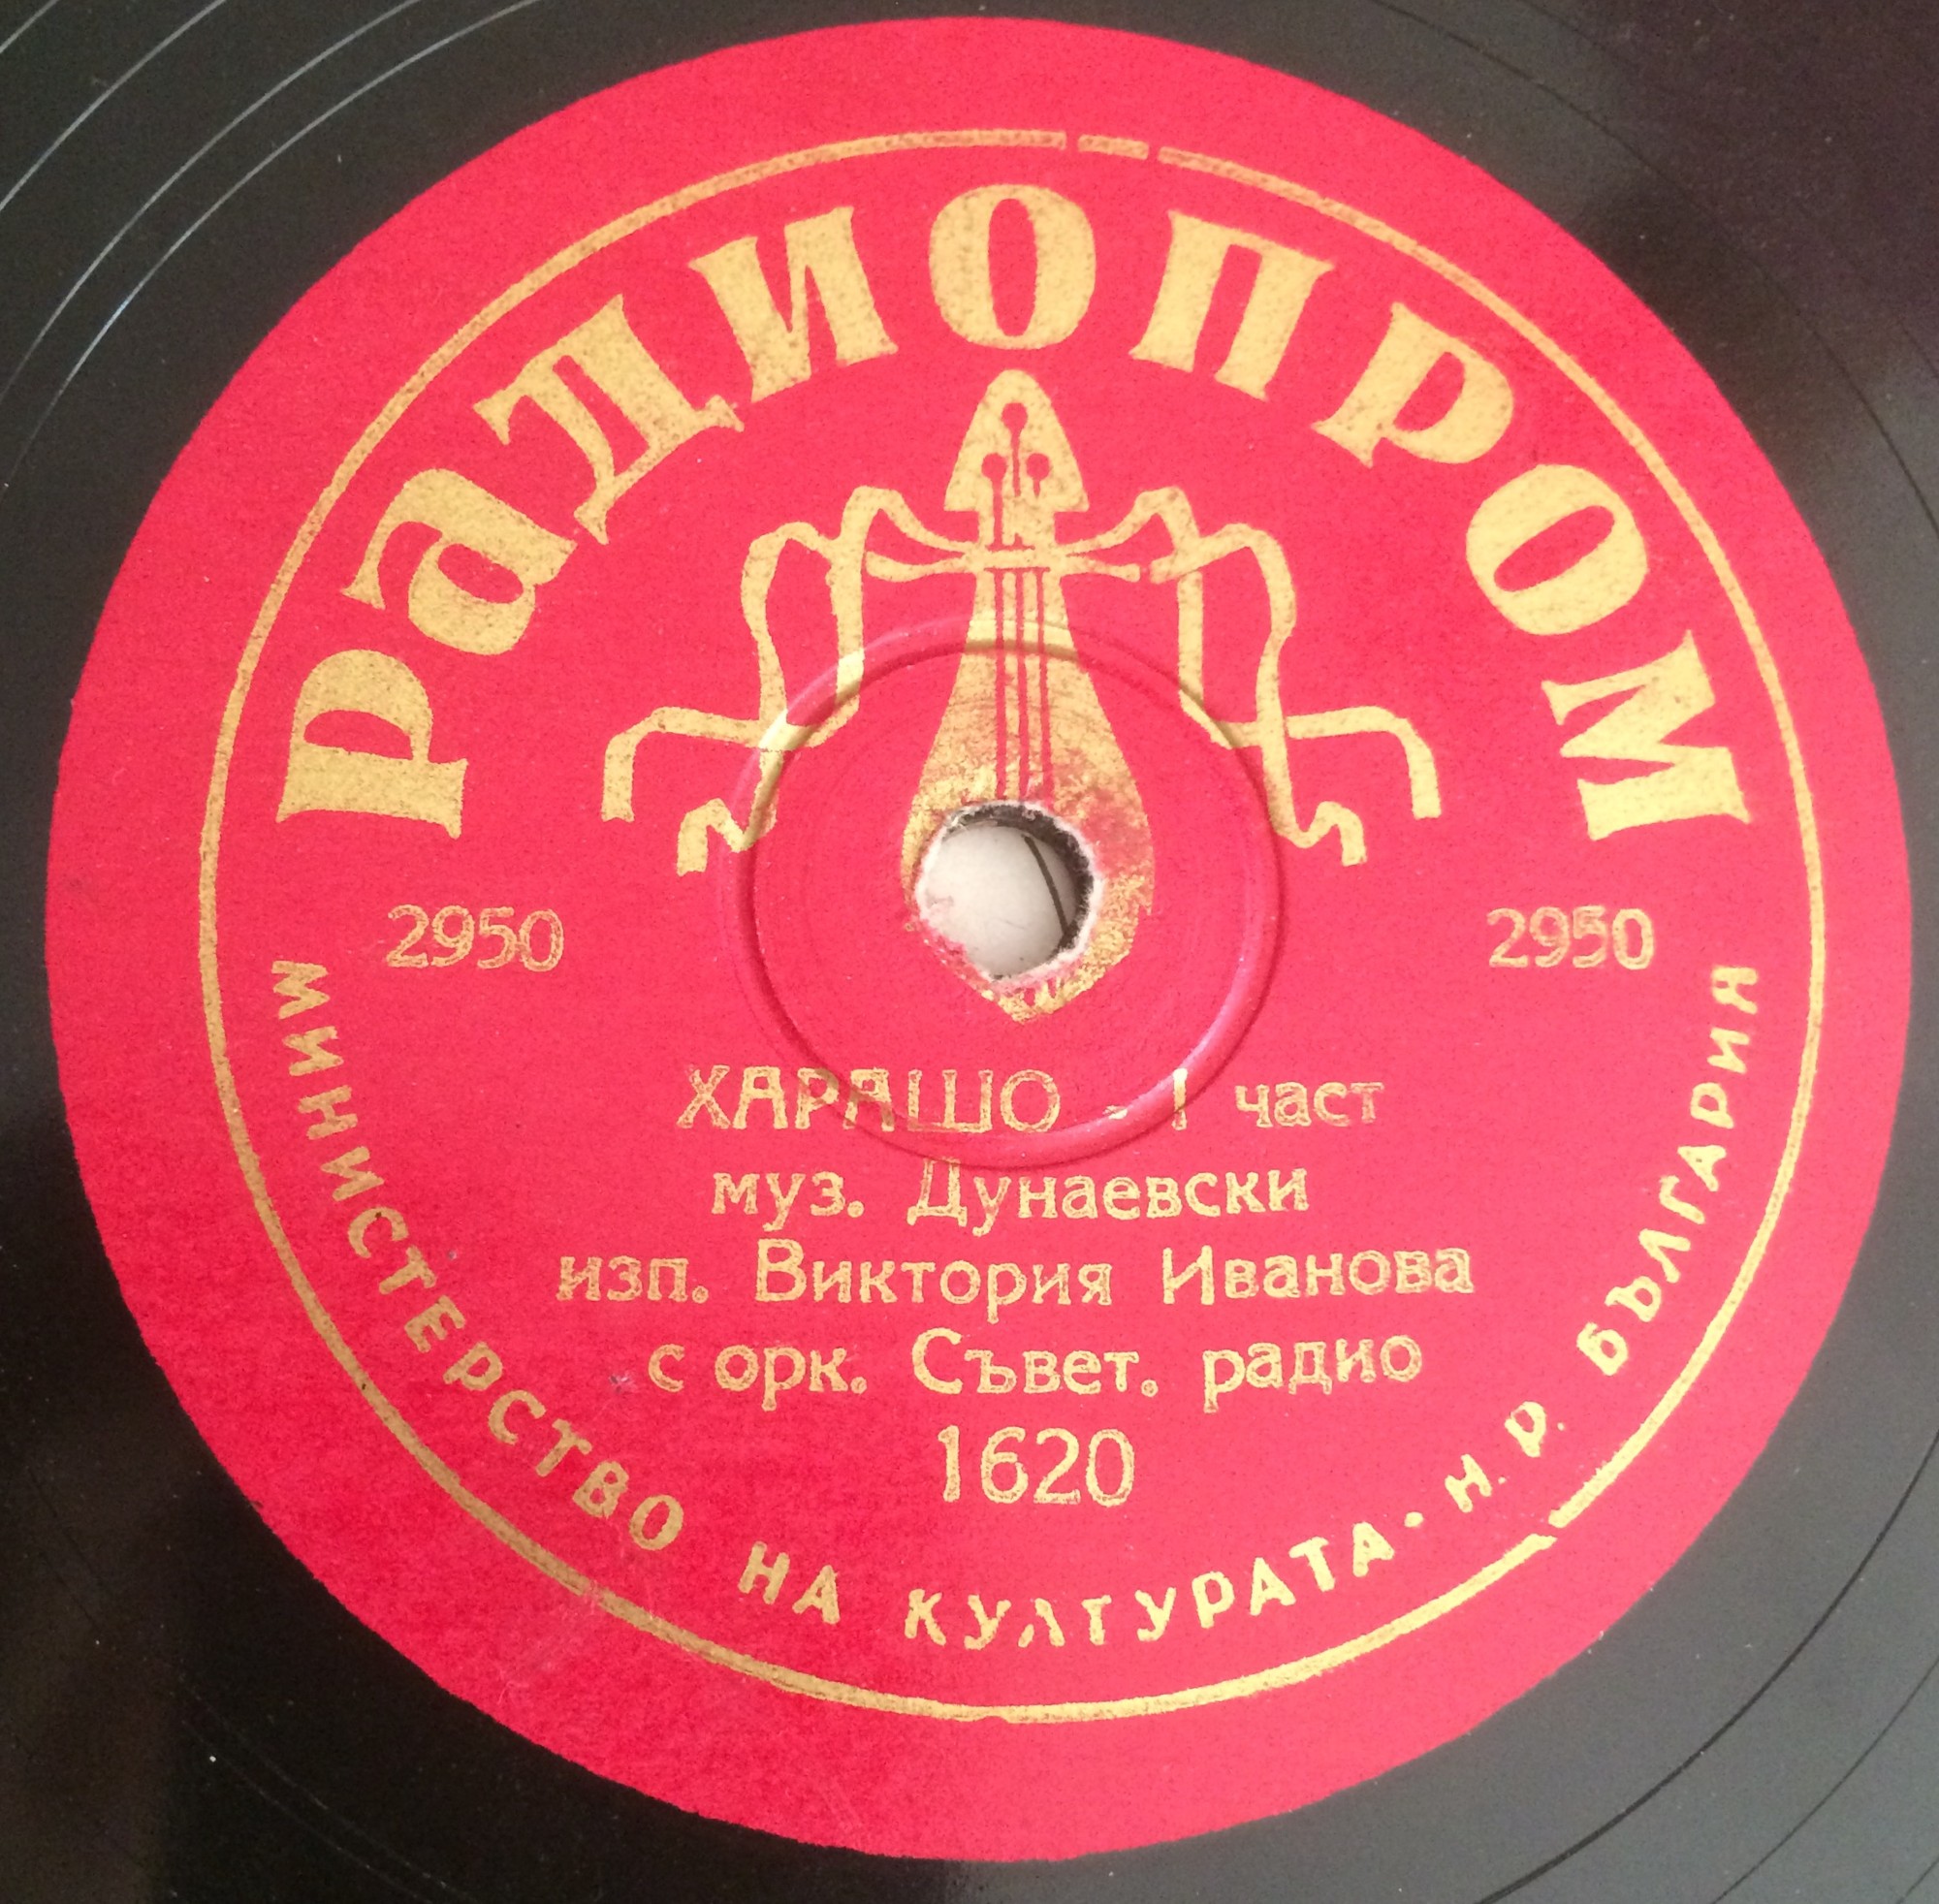 РАДИОПРОМ
2950 2950
ХАРАШО - I част
муз. Дунаевски
изп. Виктория Иванова
с орк. Съвет. радио
1620
МИНИСТЕРСТВО НА КУЛТУРАТА · Н. Р. БЪЛГАРИЯ